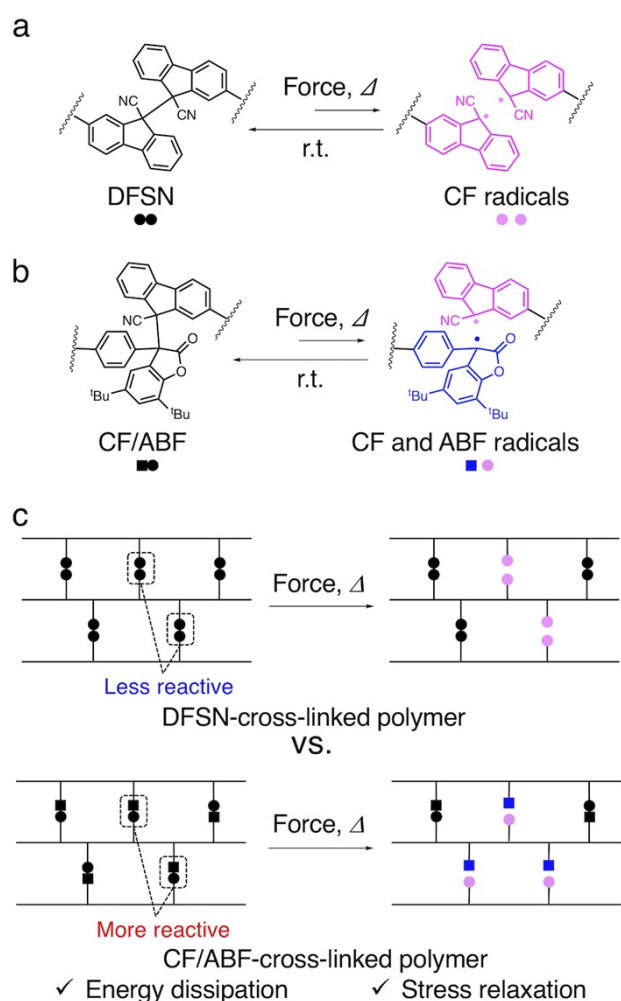 a
NC
CN
Force, Δ
r.t.
NC
CN
DFSN
CF radicals
b
NC
O
O
tBu
tBu
Force, Δ
r.t.
NC
O
O
tBu
tBu
CF/ABF
CF and ABF radicals
c
Force, Δ
Less reactive
DFSN-cross-linked polymer
vs.
Force, Δ
More reactive
CF/ABF-cross-linked polymer
✓ Energy dissipation ✓ Stress relaxation